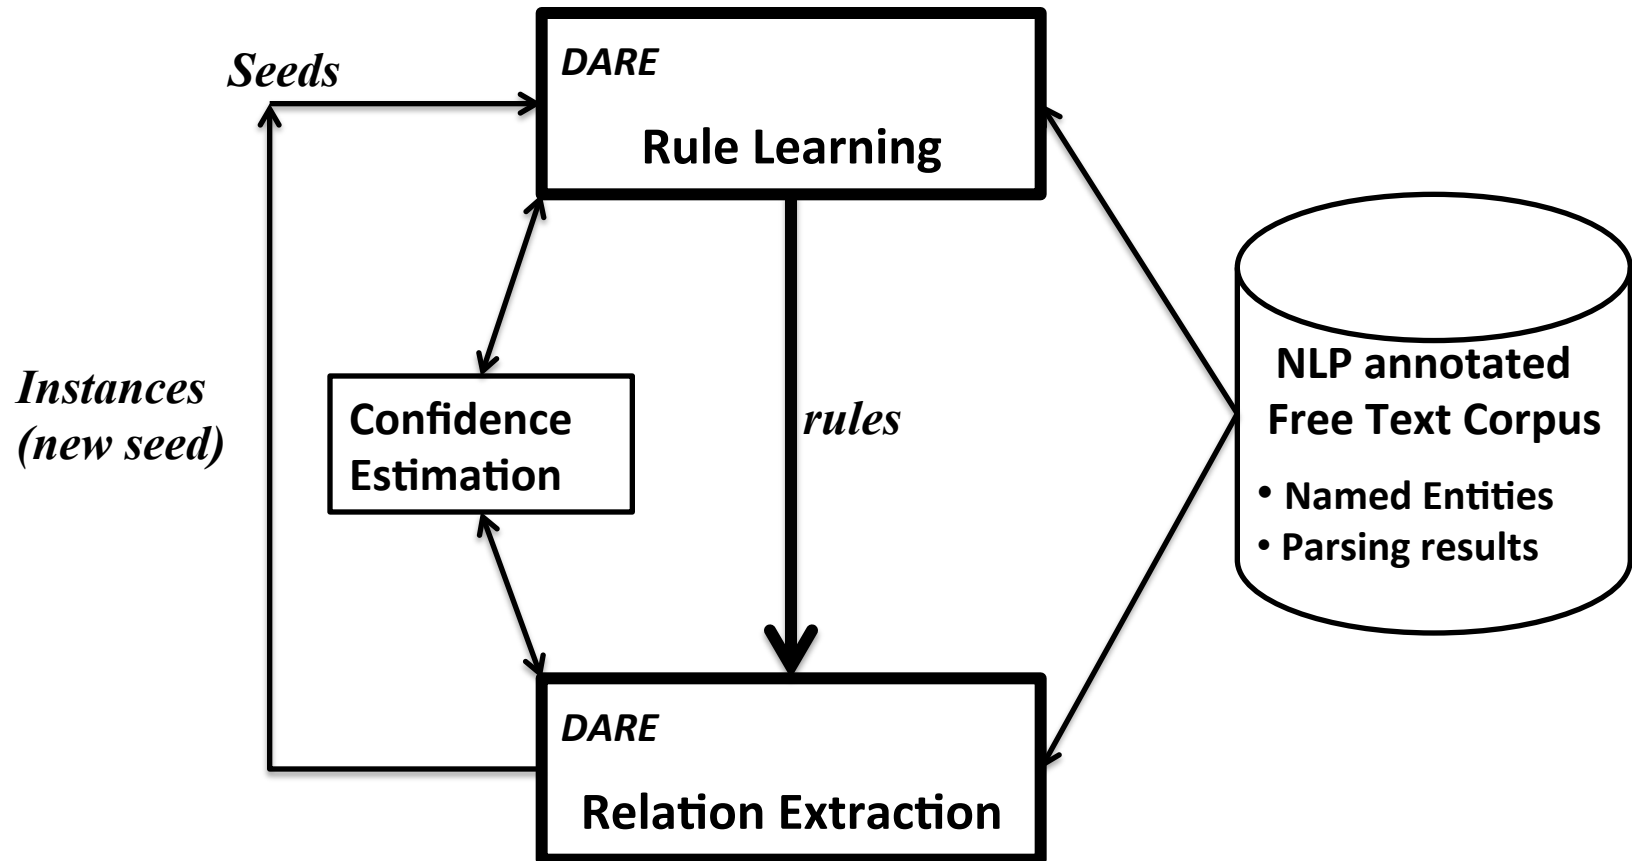 Seeds
DARE
Rule Learning
Instances
(new seed)
Confidence
Estimation
rules
NLP annotated
Free Text Corpus
• Named Entities
• Parsing results
DARE
Relation Extraction